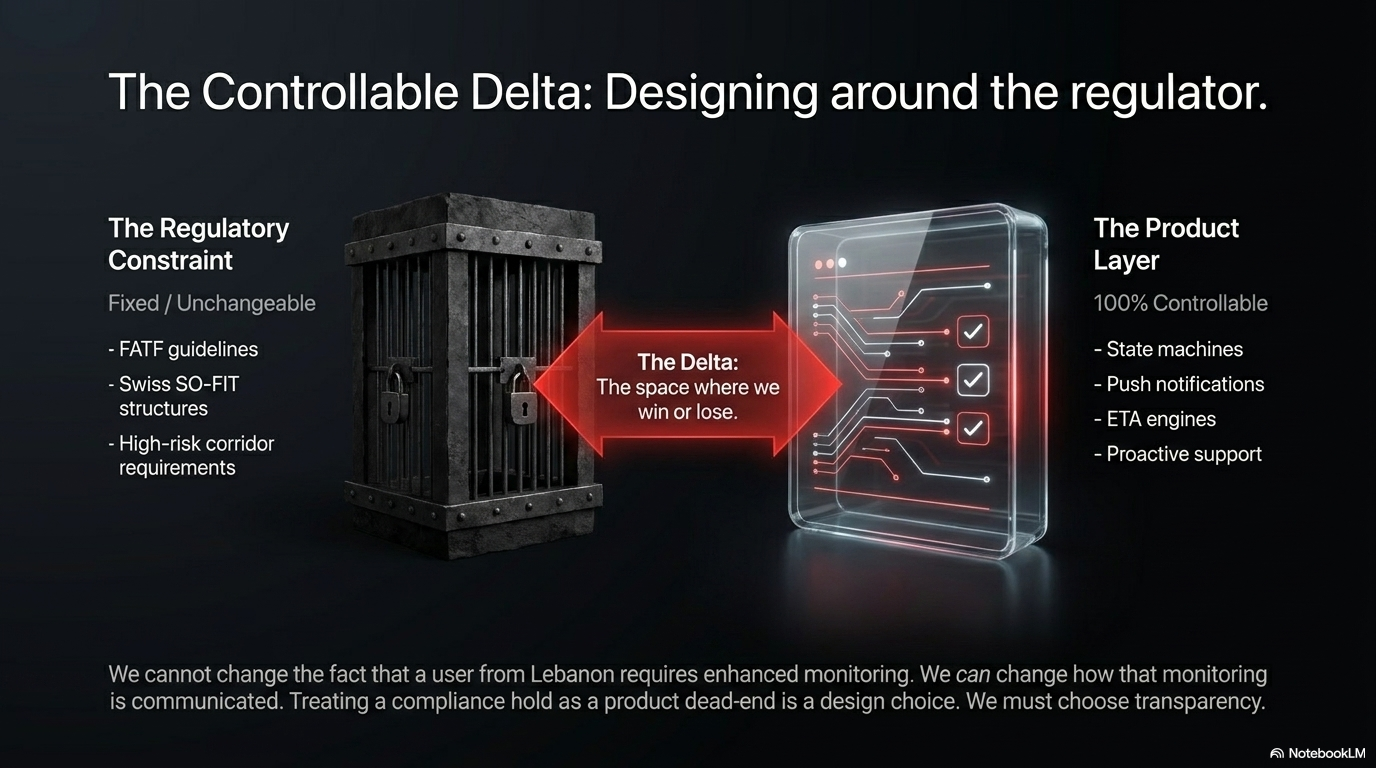 The Controllable Delta: Designing around the regulator.
The Regulatory
Constraint
Fixed / Unchangeable
- FATF guidelines
- Swiss SO-FIT
structures
- High-risk corridor
requirements
The Delta:
The space where we
win or lose.
The Product
Layer
100% Controllable
- State machines
- Push notifications
- ETA engines
- Proactive support
We cannot change the fact that a user from Lebanon requires enhanced monitoring. We can change how that monitoring
is communicated. Treating a compliance hold as a product dead-end is a design choice. We must choose transparency.
NotebookLM